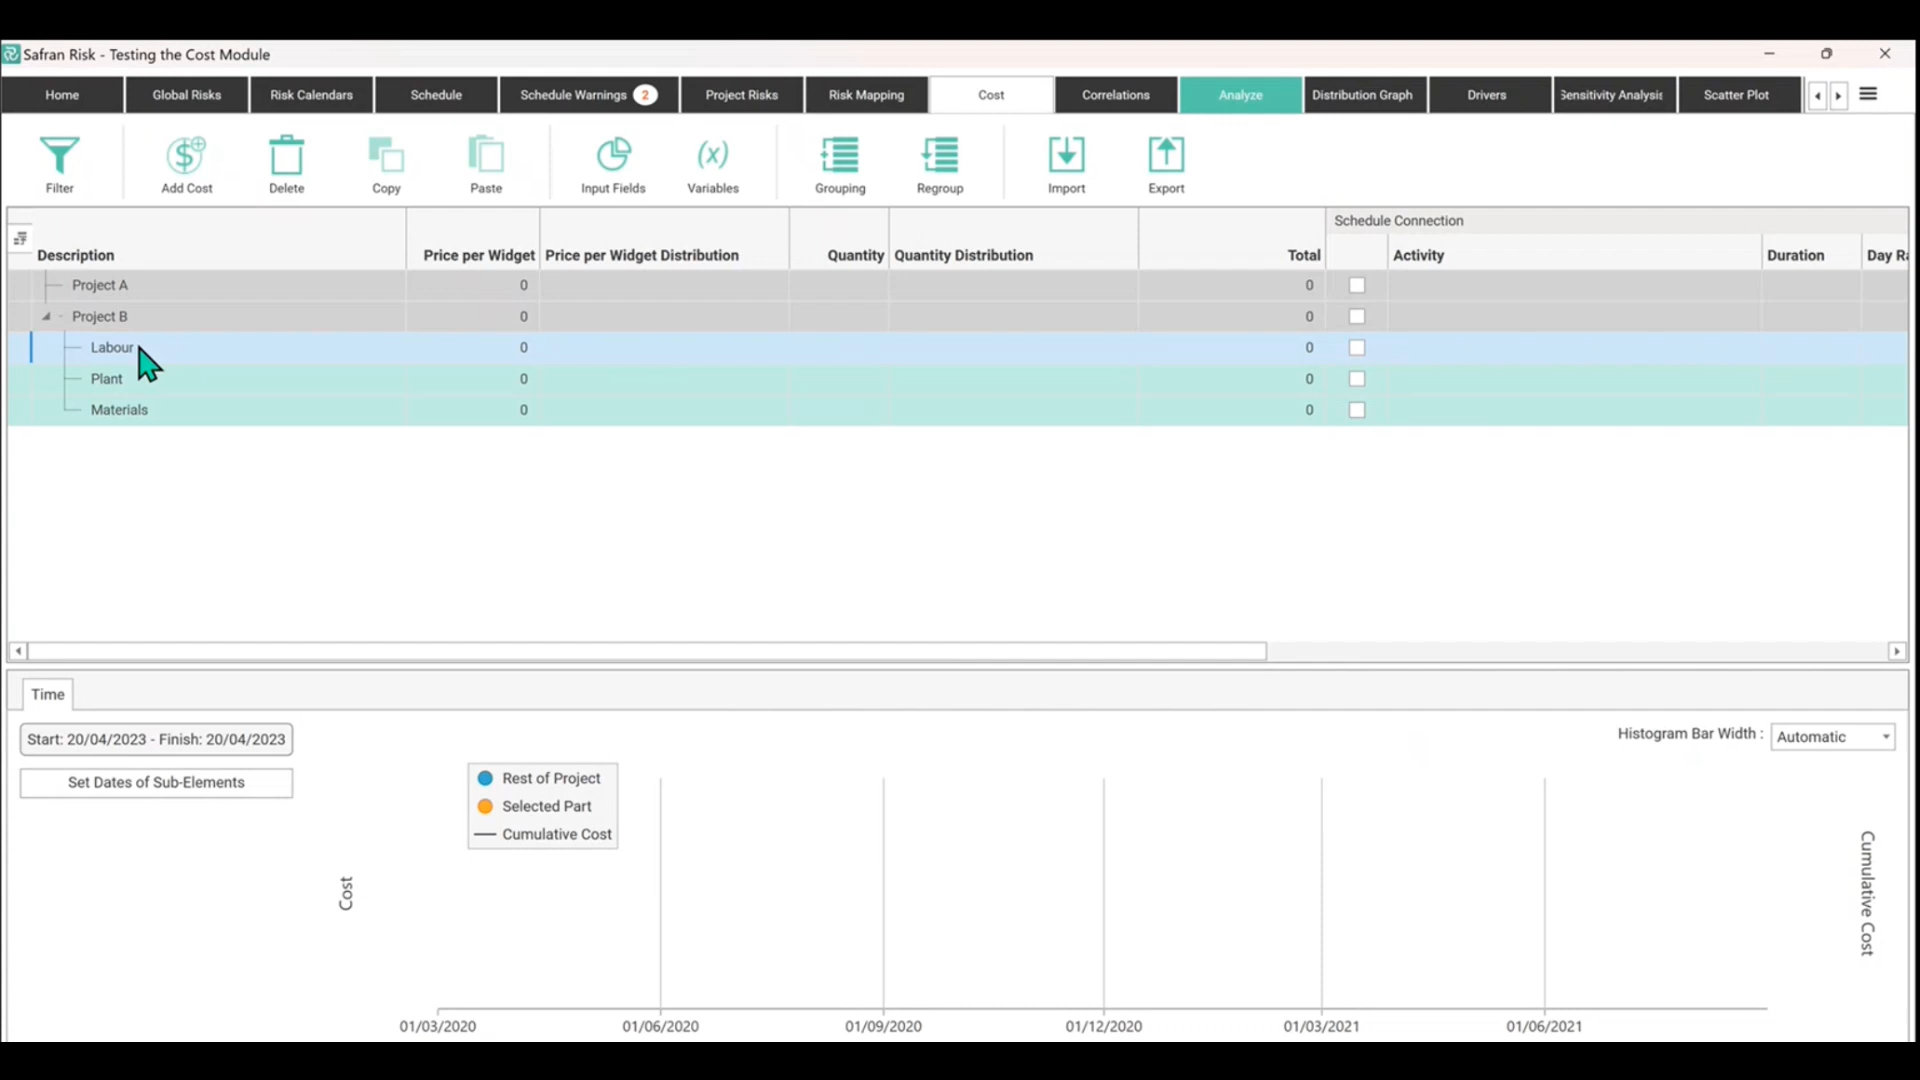 Safran Risk - Testing the Cost Module
Home Global Risks Risk Calendars Schedule Schedule Warnings 2 Project Risks Risk Mapping Cost Correlations Analyze Distribution Graph Drivers Sensitivity Analysis Scatter Plot
Filter Add Cost Delete Copy Paste Input Fields (x) Variables Grouping Regroup Import Export
Schedule Connection
Description Price per Widget Price per Widget Distribution Quantity Quantity Distribution Total Activity Duration Day Ra
Project A 0 0
Project B 0 0
Labour 0 0
Plant 0 0
Materials 0 0
Time
Start: 20/04/2023 - Finish: 20/04/2023
Histogram Bar Width : Automatic
Set Dates of Sub-Elements
Rest of Project
Selected Part
Cumulative Cost
Cost
Cumulative Cost
01/03/2020 01/06/2020 01/09/2020 01/12/2020 01/03/2021 01/06/2021